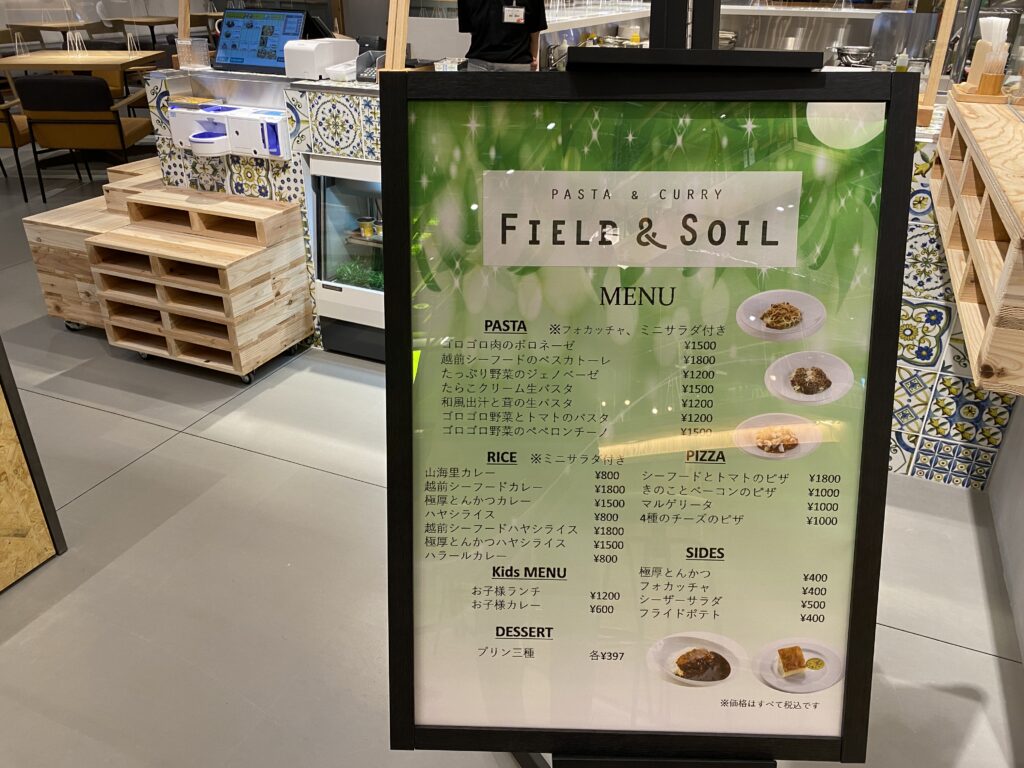 PASTA & CURRY
FIELD & SOIL
MENU
PASTA ※フォカッチャ、ミニサラダ付き
ゴロゴロ肉のボロネーゼ ¥1500
越前シーフードのペスカトーレ ¥1800
たっぷり野菜のジェノベーゼ ¥1200
たらこクリーム生パスタ ¥1500
和風出汁と茸の生パスタ ¥1200
ゴロゴロ野菜とトマトのパスタ ¥1200
ゴロゴロ野菜のペペロンチーノ ¥1500
RICE ※ミニサラダ付き
山海里カレー ¥800
越前シーフードカレー ¥1800
極厚とんかつカレー ¥1500
ハヤシライス ¥800
越前シーフードハヤシライス ¥1800
極厚とんかつハヤシライス ¥1500
ハラールカレー ¥800
PIZZA
シーフードとトマトのピザ ¥1800
きのことベーコンのピザ ¥1000
マルゲリータ ¥1000
4種のチーズのピザ ¥1000
Kids MENU
お子様ランチ ¥1200
お子様カレー ¥600
SIDES
極厚とんかつ ¥400
フォカッチャ ¥400
シーザーサラダ ¥500
フライドポテト ¥400
DESSERT
プリン三種 各¥397
※価格はすべて税込です